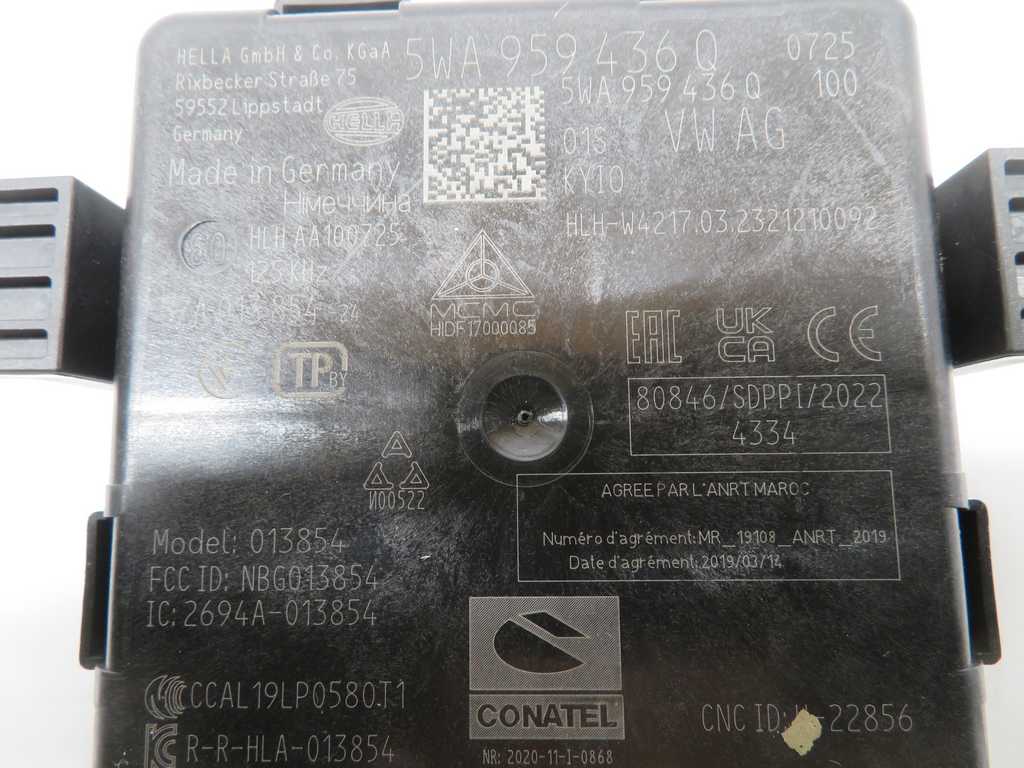 HELLA GmbH & Co. KGaA
Rixbecker Straße 75
59552 Lippstadt
Germany
HELLA
Made in Germany
Німеччина
5WA 959 436 Q 0725
5WA 959 436 Q 100
01S VW AG
KY10
HLH-W4217.03.2321210092
60
HLH AA100725
125 KHz
24
MCMC
HIDF17000085
TP BY
EAC UK CA CE
80846/SDPPI/2022
4334
И00522
AGREE PAR L'ANRT MAROC
Numéro d'agrément: MR_19108_ANRT_2019
Date d'agrément: 2019/03/14
Model: 013854
FCC ID: NBG013854
IC: 2694A-013854
CCAL19LP0580T1
R-R-HLA-013854
CONATEL
NR: 2020-11-I-0868
CNC ID: -22856